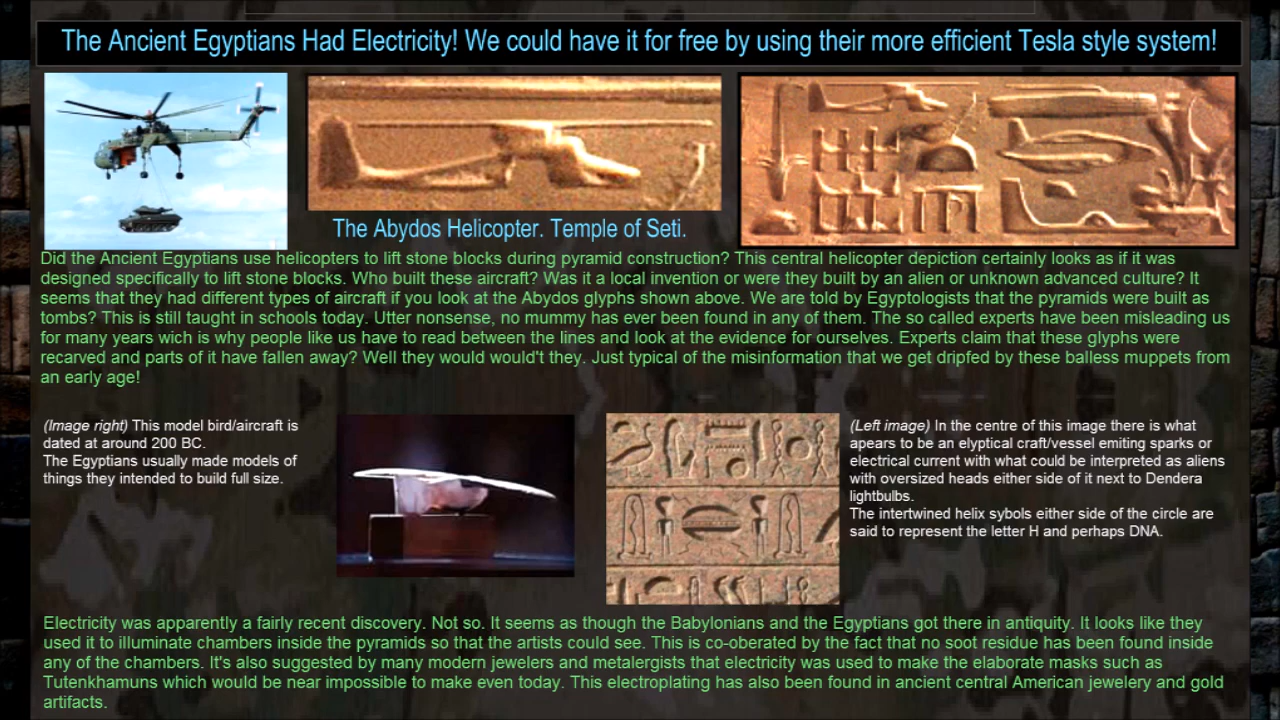 The Ancient Egyptians Had Electricity! We could have it for free by using their more efficient Tesla style system!
The Abydos Helicopter. Temple of Seti.
Did the Ancient Egyptians use helicopters to lift stone blocks during pyramid construction? This central helicopter depiction certainly looks as if it was
designed specifically to lift stone blocks. Who built these aircraft? Was it a local invention or were they built by an alien or unknown advanced culture? It
seems that they had different types of aircraft if you look at the Abydos glyphs shown above. We are told by Egyptologists that the pyramids were built as
tombs? This is still taught in schools today. Utter nonsense, no mummy has ever been found in any of them. The so called experts have been misleading us
for many years wich is why people like us have to read between the lines and look at the evidence for ourselves. Experts claim that these glyphs were
recarved and parts of it have fallen away? Well they would would't they. Just typical of the misinformation that we get dripfed by these balless muppets from
an early age!
(Image right) This model bird/aircraft is
dated at around 200 BC.
The Egyptians usually made models of
things they intended to build full size.
(Left image) In the centre of this image there is what
apears to be an elyptical craft/vessel emiting sparks or
electrical current with what could be interpreted as aliens
with oversized heads either side of it next to Dendera
lightbulbs.
The intertwined helix sybols either side of the circle are
said to represent the letter H and perhaps DNA.
Electricity was apparently a fairly recent discovery. Not so. It seems as though the Babylonians and the Egyptians got there in antiquity. It looks like they
used it to illuminate chambers inside the pyramids so that the artists could see. This is co-oberated by the fact that no soot residue has been found inside
any of the chambers. It's also suggested by many modern jewelers and metalergists that electricity was used to make the elaborate masks such as
Tutenkhamuns which would be near impossible to make even today. This electroplating has also been found in ancient central American jewelery and gold
artifacts.